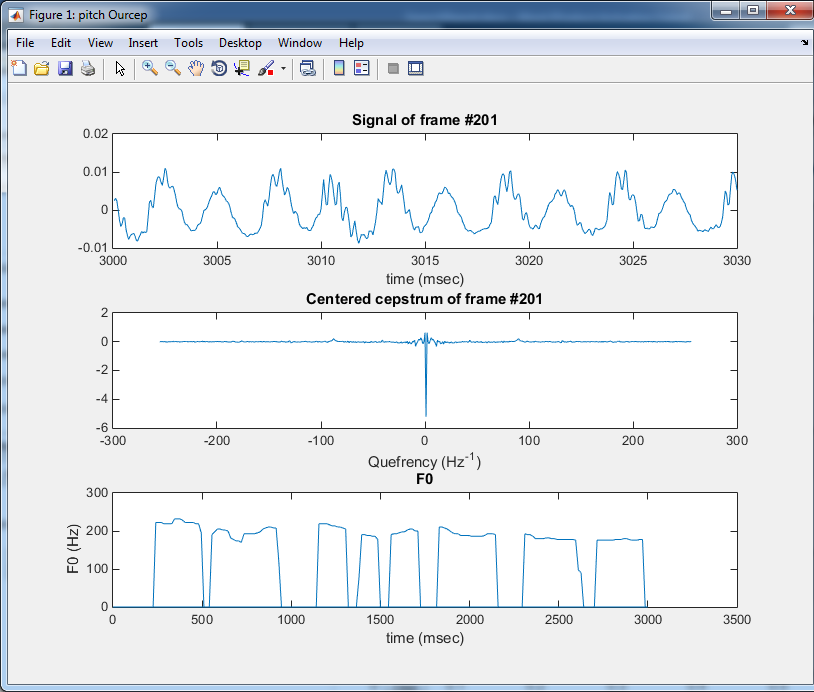 Figure 1: pitch Ourcep
File Edit View Insert Tools Desktop Window Help
Signal of frame #201
0.02
0.01
0
-0.01
3000 3005 3010 3015 3020 3025 3030
time (msec)
Centered cepstrum of frame #201
2
0
-2
-4
-6
-300 -200 -100 0 100 200 300
Quefrency (Hz⁻¹)
F0
300
200
100
0
F0 (Hz)
0 500 1000 1500 2000 2500 3000 3500
time (msec)